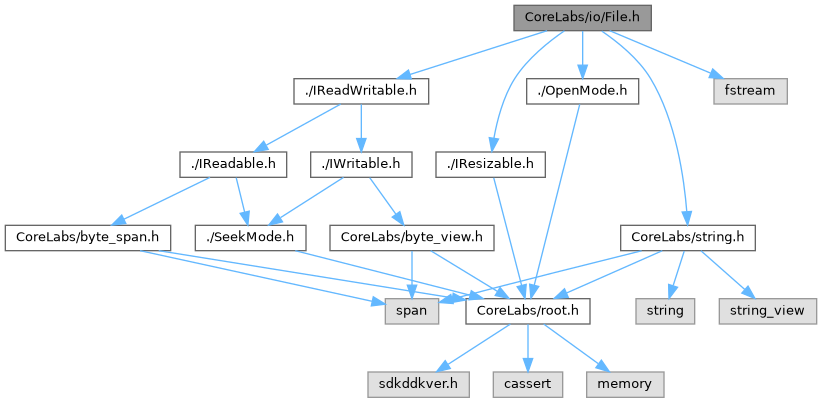 CoreLabs/io/File.h
./IReadWritable.h
./OpenMode.h
fstream
./IReadable.h
./IWritable.h
./IResizable.h
CoreLabs/byte_span.h
./SeekMode.h
CoreLabs/byte_view.h
CoreLabs/string.h
span
CoreLabs/root.h
string
string_view
sdkddkver.h
cassert
memory